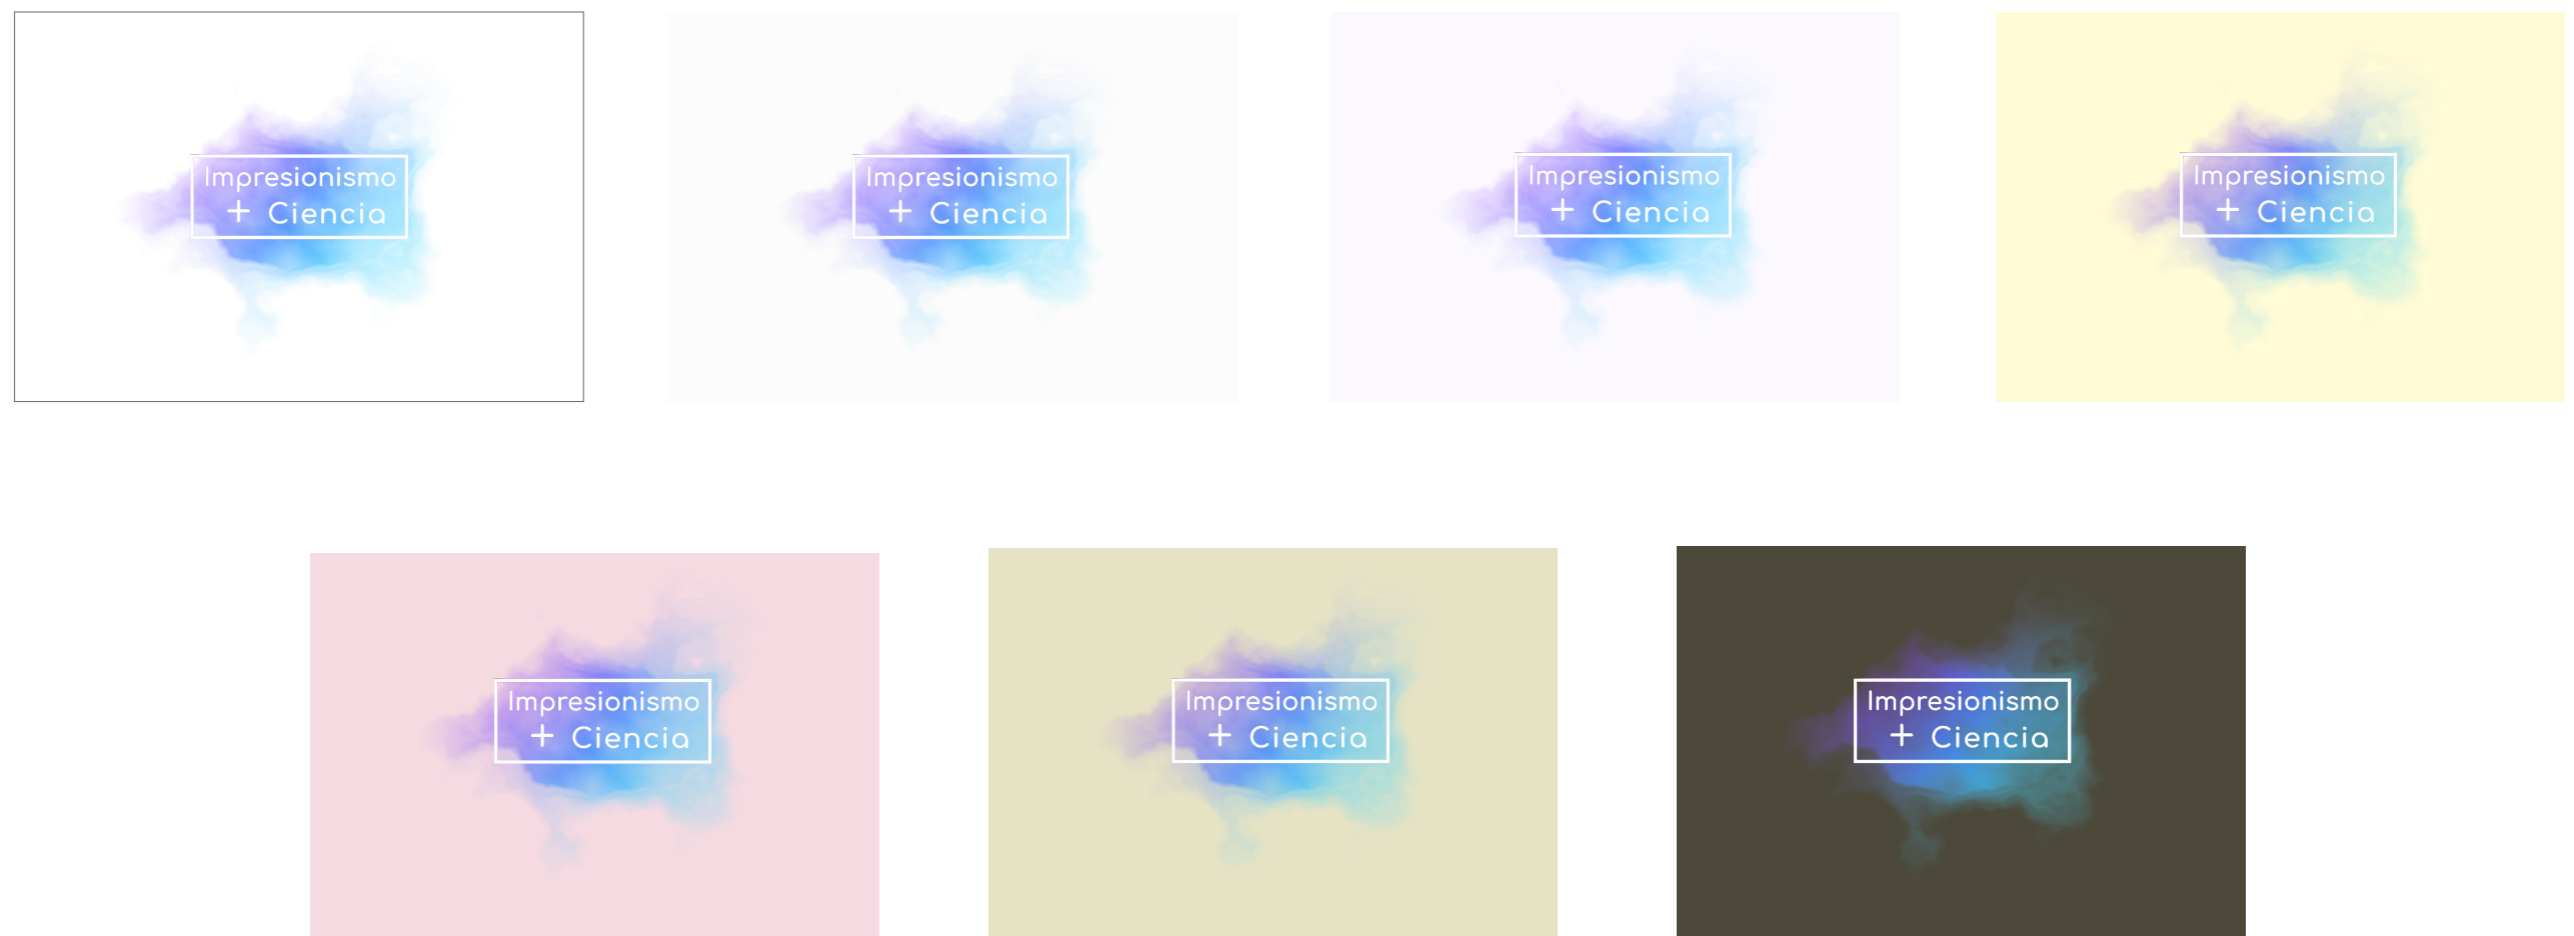 Impresionismo
+ Ciencia
Impresionismo
+ Ciencia
Impresionismo
+ Ciencia
Impresionismo
+ Ciencia
Impresionismo
+ Ciencia
Impresionismo
+ Ciencia
Impresionismo
+ Ciencia